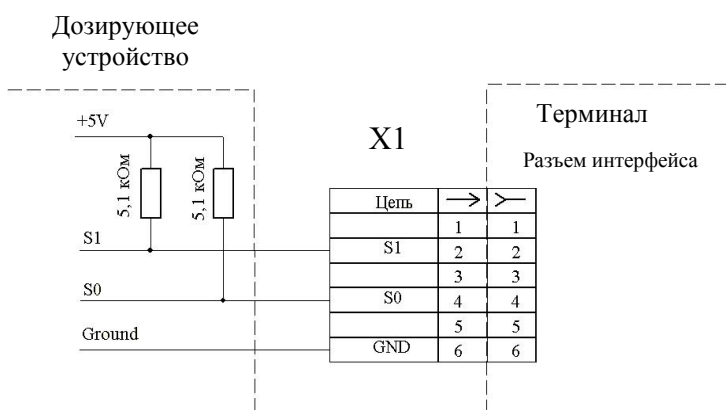 Дозирующее
устройство
+5V
5,1 кОм
5,1 кОм
S1
S0
Ground
X1
Терминал
Разъем интерфейса
Цепь
1 1
S1 2 2
3 3
S0 4 4
5 5
GND 6 6